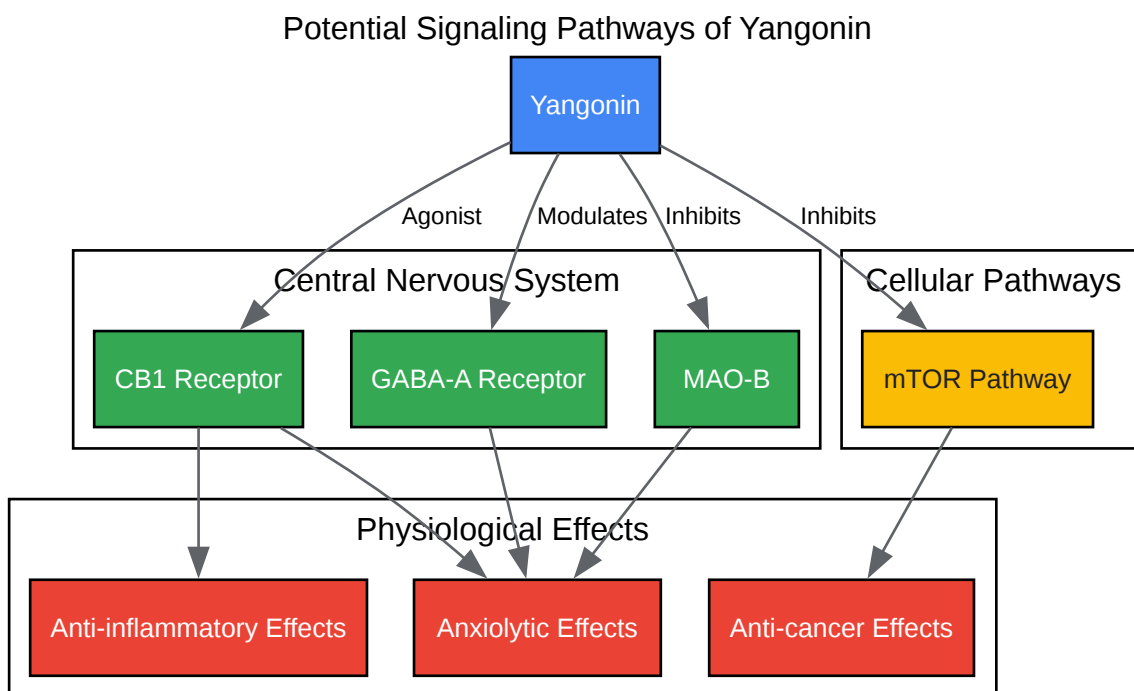 Potential Signaling Pathways of Yangonin
Yangonin
Agonist
Modulates
Inhibits
Inhibits
Central Nervous System
Cellular Pathways
CB1 Receptor
GABA-A Receptor
MAO-B
mTOR Pathway
Physiological Effects
Anti-inflammatory Effects
Anxiolytic Effects
Anti-cancer Effects